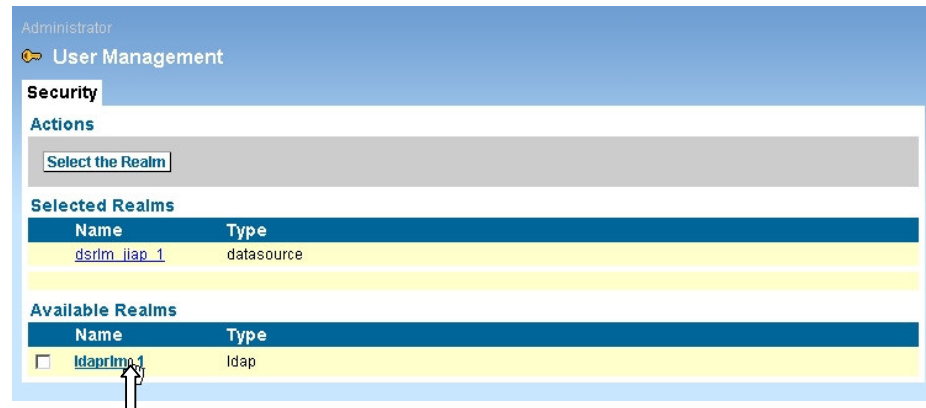 Administrator
User Management
Security
Actions
Select the Realm
Selected Realms
Name Type
dsrlm_jiap_1 datasource
Available Realms
Name Type
ldaprlm_1 ldap